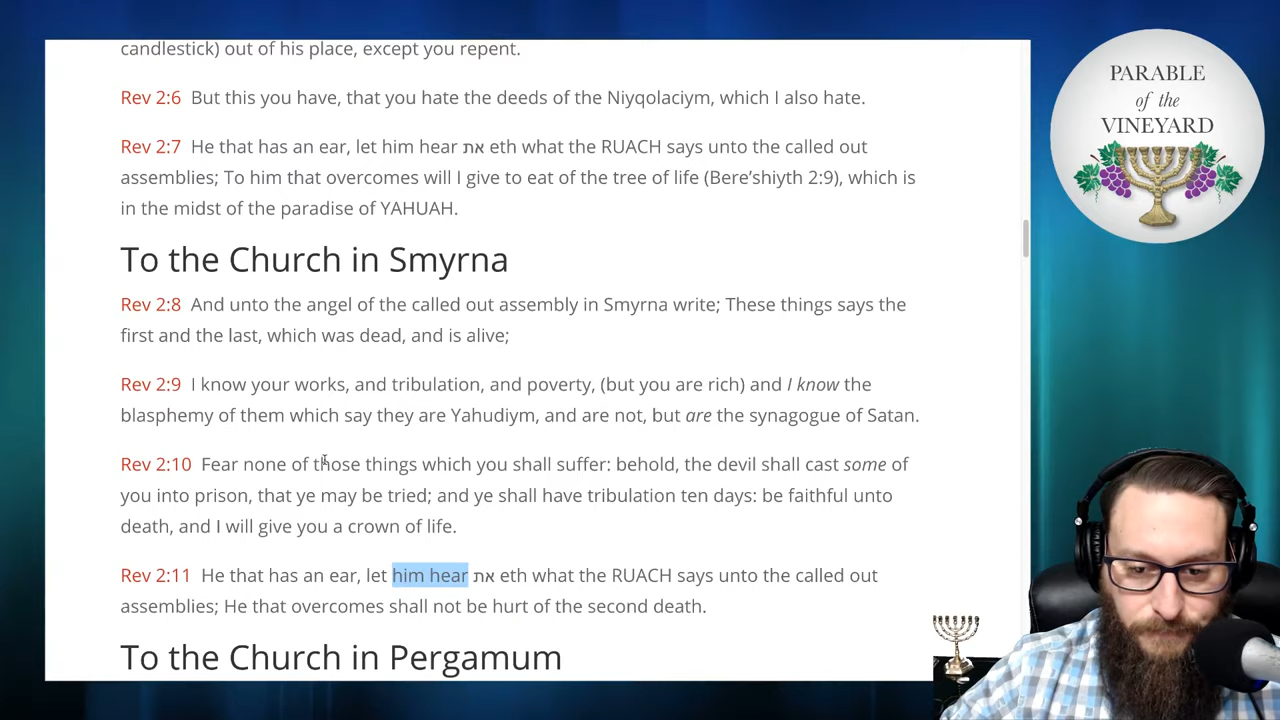 candlestick) out of his place, except you repent.
Rev 2:6 But this you have, that you hate the deeds of the Niyqolaciym, which I also hate.
Rev 2:7 He that has an ear, let him hear את eth what the RUACH says unto the called out
assemblies; To him that overcomes will I give to eat of the tree of life (Bere’shiyth 2:9), which is
in the midst of the paradise of YAHUAH.
To the Church in Smyrna
Rev 2:8 And unto the angel of the called out assembly in Smyrna write; These things says the
first and the last, which was dead, and is alive;
Rev 2:9 I know your works, and tribulation, and poverty, (but you are rich) and I know the
blasphemy of them which say they are Yahudiym, and are not, but are the synagogue of Satan.
Rev 2:10 Fear none of those things which you shall suffer: behold, the devil shall cast some of
you into prison, that ye may be tried; and ye shall have tribulation ten days: be faithful unto
death, and I will give you a crown of life.
Rev 2:11 He that has an ear, let him hear את eth what the RUACH says unto the called out
assemblies; He that overcomes shall not be hurt of the second death.
To the Church in Pergamum
PARABLE
of the
VINEYARD